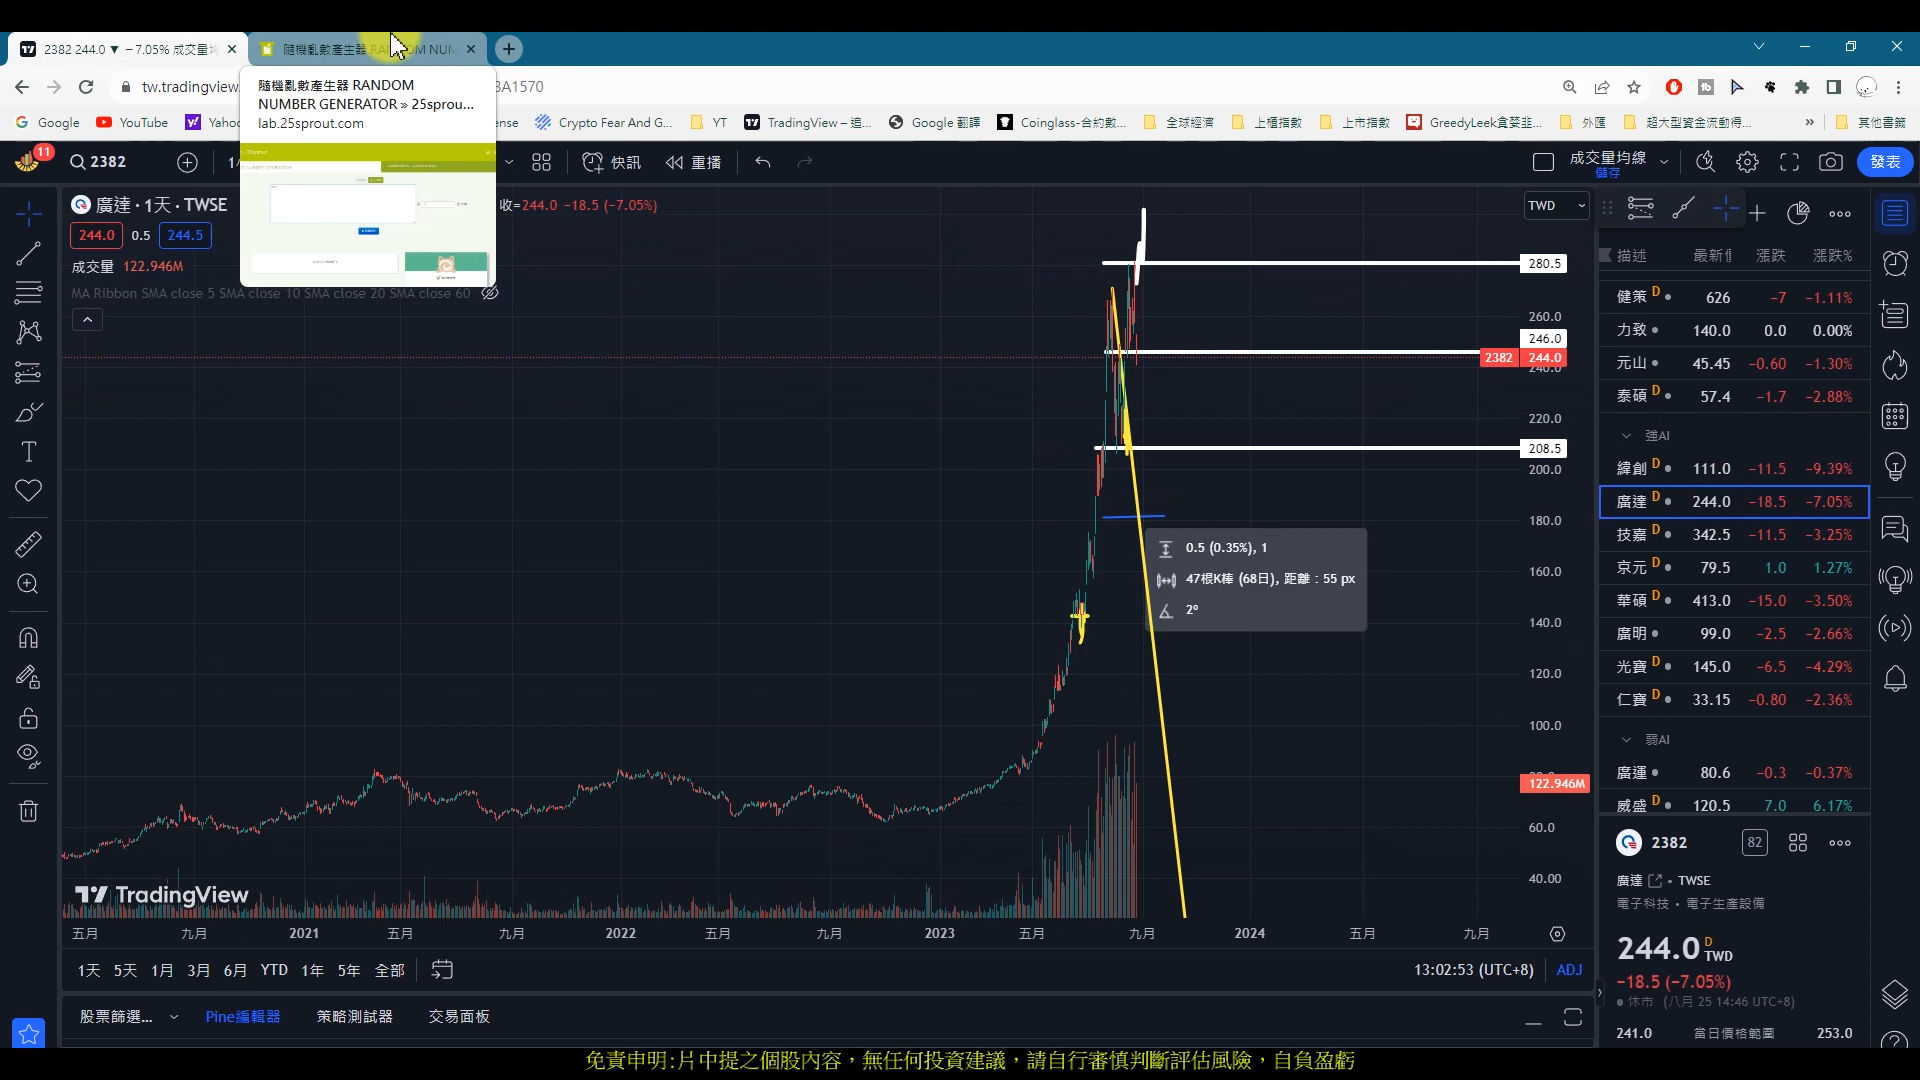 2382 244.0 ▼ −7.05% 成交量均
隨機亂數產生器 RANDOM NUM
tw.tradingview.
3A1570
隨機亂數產生器 RANDOM
NUMBER GENERATOR » 25sprou...
lab.25sprout.com
Google
YouTube
Yaho
ense
Crypto Fear And G...
YT
TradingView – 追...
Google 翻譯
Coinglass-合約數...
全球經濟
上櫃指數
上市指數
GreedyLeek貪婪韭...
外匯
超大型資金流動得...
»
其他書籤
11
2382
快訊
重播
成交量均線
儲存
發表
廣達 · 1天 · TWSE
收=244.0 −18.5 (−7.05%)
244.0 0.5 244.5
成交量 122.946M
MA Ribbon SMA close 5 SMA close 10 SMA close 20 SMA close 60
TWD
280.5
260.0
246.0
2382 244.0
240.0
220.0
208.5
200.0
180.0
160.0
140.0
120.0
100.0
122.946M
60.0
40.00
0.5 (0.35%), 1
47根K棒 (68日), 距離：55 px
2º
TradingView
五月 九月 2021 五月 九月 2022 五月 九月 2023 五月 九月 2024 五月 九月
1天 5天 1月 3月 6月 YTD 1年 5年 全部
13:02:53 (UTC+8) ADJ
股票篩選... Pine編輯器 策略測試器 交易面板
描述 漲跌 漲跌%
健策 D 626 −7 −1.11%
力致 140.0 0.0 0.00%
元山 45.45 −0.60 −1.30%
泰碩 D 57.4 −1.7 −2.88%
強AI
緯創 D 111.0 −11.5 −9.39%
廣達 D 244.0 −18.5 −7.05%
技嘉 D 342.5 −11.5 −3.25%
京元 D 79.5 1.0 1.27%
華碩 D 413.0 −15.0 −3.50%
廣明 99.0 −2.5 −2.66%
光寶 D 145.0 −6.5 −4.29%
仁寶 D 33.15 −0.80 −2.36%
弱AI
廣運 80.6 −0.3 −0.37%
威盛 D 120.5 7.0 6.17%
2382 82
廣達 · TWSE
電子科技 · 電子生產設備
244.0 D TWD
−18.5 (−7.05%)
休市 (八月 25 14:46 UTC+8)
241.0 當日價格範圍 253.0
免責申明:片中提之個股內容，無任何投資建議，請自行審慎判斷評估風險，自負盈虧